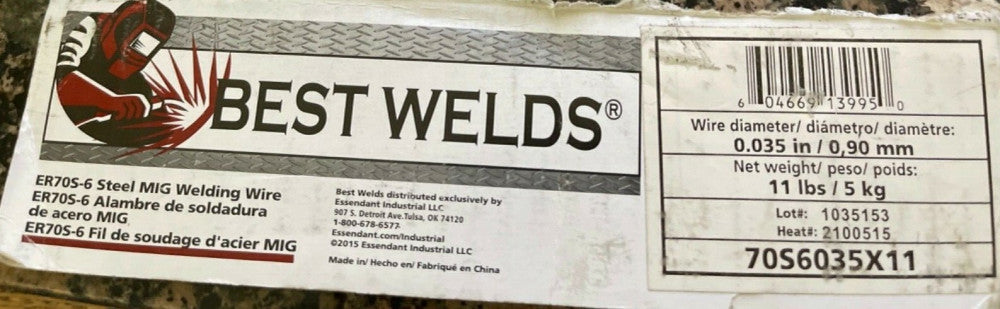 BEST WELDS®
ER70S-6 Steel MIG Welding Wire
ER70S-6 Alambre de soldadura
de acero MIG
ER70S-6 Fil de soudage d'acier MIG
Best Welds distributed exclusively by
Essendant Industrial LLC
907 S. Detroit Ave.Tulsa, OK 74120
1-800-678-6577
Essendant.com/Industrial
©2015 Essendant Industrial LLC
Made in/ Hecho en/ Fabriqué en China
6 04669 13995 0
Wire diameter/ diámetro/ diamètre:
0.035 in / 0,90 mm
Net weight/ peso/ poids:
11 lbs / 5 kg
Lot#: 1035153
Heat#: 2100515
70S6035X11